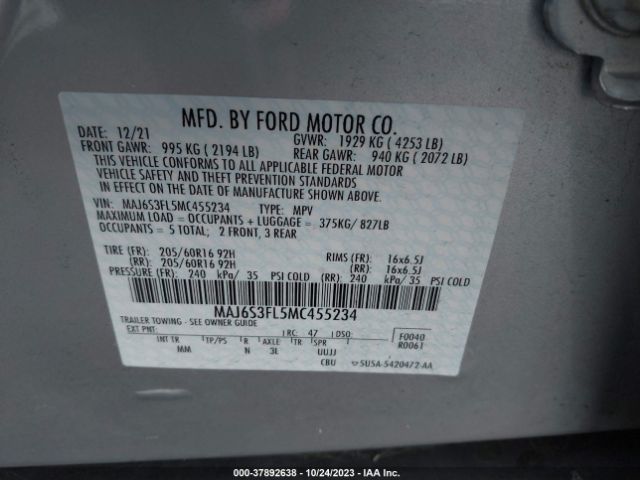 MFD. BY FORD MOTOR CO.
DATE: 12/21 GVWR: 1929 KG ( 4253 LB)
FRONT GAWR: 995 KG ( 2194 LB) REAR GAWR: 940 KG ( 2072 LB)
THIS VEHICLE CONFORMS TO ALL APPLICABLE FEDERAL MOTOR
VEHICLE SAFETY AND THEFT PREVENTION STANDARDS
IN EFFECT ON THE DATE OF MANUFACTURE SHOWN ABOVE.
VIN: MAJ6S3FL5MC455234 TYPE: MPV
MAXIMUM LOAD = OCCUPANTS + LUGGAGE = 375KG/ 827LB
OCCUPANTS = 5 TOTAL; 2 FRONT, 3 REAR
TIRE (FR): 205/60R16 92H RIMS (FR): 16x6.5J
(RR): 205/60R16 92H (RR): 16x6.5J
PRESSURE (FR): 240 kPa/ 35 PSI COLD (RR): 240 kPa/ 35 PSI COLD
MAJ6S3FL5MC455234
TRAILER TOWING - SEE OWNER GUIDE
EXT PNT: RC: 47 DSO: F0040
R0061
INT TR TP/PS R AXLE TR SPR
MM N 3L UUJJ
CBU SU5A-5420472-AA
000-37892638 - 10/24/2023 - IAA Inc.